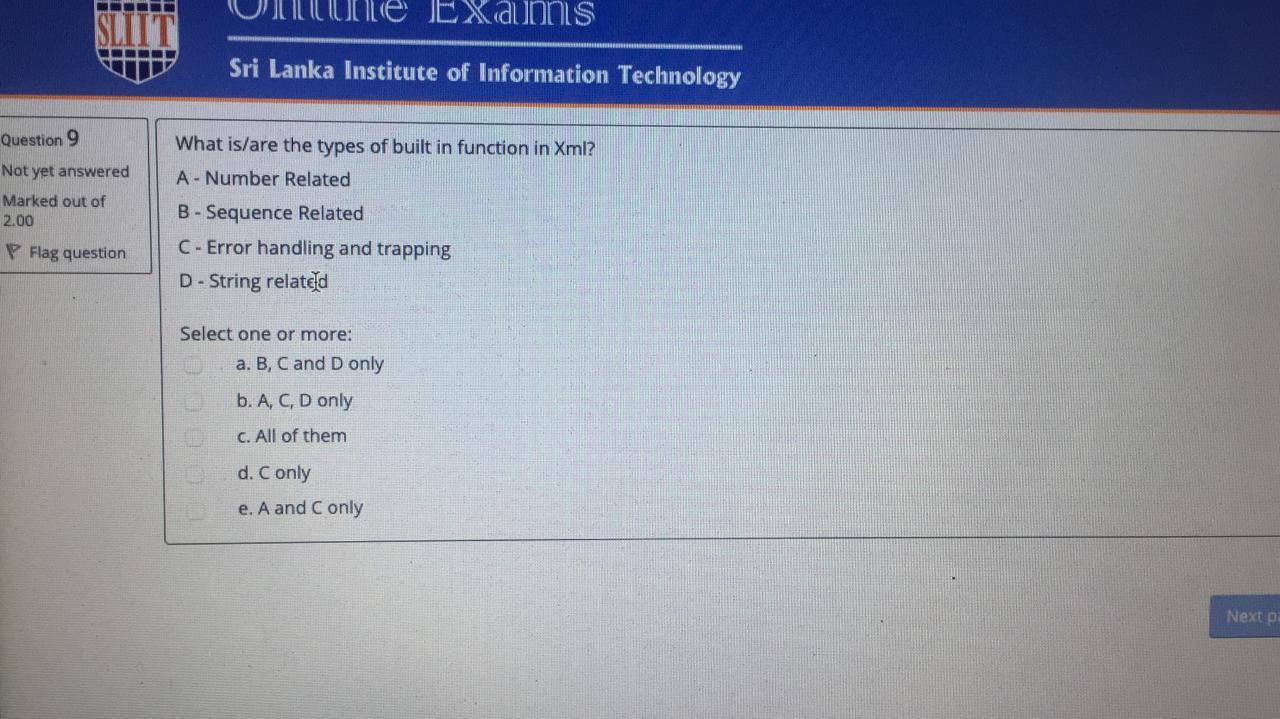 Online Exams
SLIIT
Sri Lanka Institute of Information Technology
Question 9
Not yet answered
Marked out of
2.00
Flag question
What is/are the types of built in function in Xml?
A - Number Related
B - Sequence Related
C - Error handling and trapping
D - String related
Select one or more:
a. B, C and D only
b. A, C, D only
c. All of them
d. C only
e. A and C only
Next pa